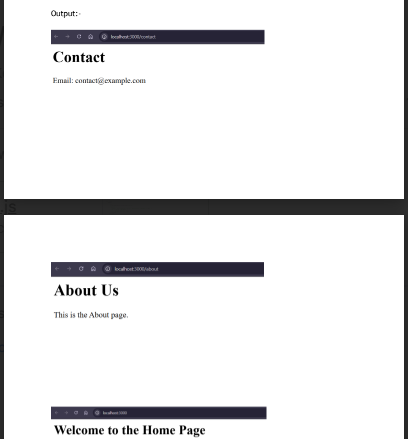 Output:-
localhost:3000/contact
Contact
Email: contact@example.com
localhost:3000/about
About Us
This is the About page.
localhost:3000
Welcome to the Home Page